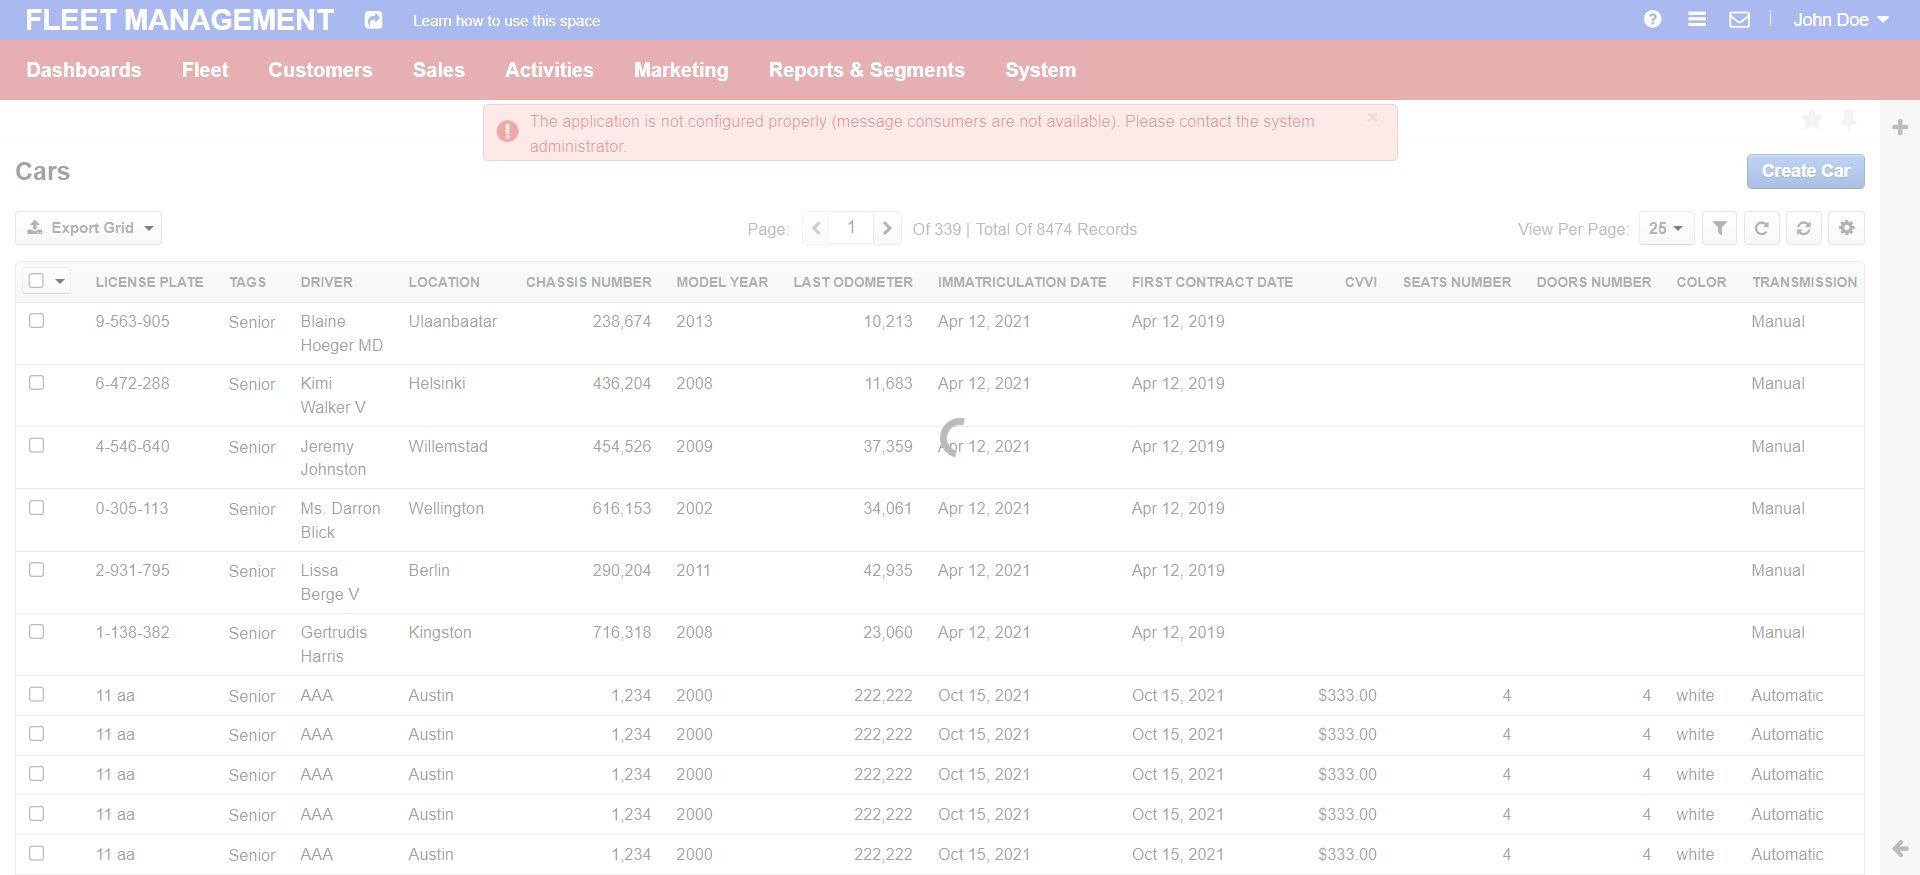 FLEET MANAGEMENT Learn how to use this space John Doe
Dashboards Fleet Customers Sales Activities Marketing Reports & Segments System
The application is not configured properly (message consumers are not available). Please contact the system
administrator.
Cars Create Car
Export Grid Page: 1 Of 339 | Total Of 8474 Records View Per Page: 25
LICENSE PLATE TAGS DRIVER LOCATION CHASSIS NUMBER MODEL YEAR LAST ODOMETER IMMATRICULATION DATE FIRST CONTRACT DATE CVVI SEATS NUMBER DOORS NUMBER COLOR TRANSMISSION
9-563-905 Senior Blaine Ulaanbaatar 238,674 2013 10,213 Apr 12, 2021 Apr 12, 2019 Manual
Hoeger MD
6-472-288 Senior Kimi Helsinki 436,204 2008 11,683 Apr 12, 2021 Apr 12, 2019 Manual
Walker V
4-546-640 Senior Jeremy Willemstad 454,526 2009 37,359 Apr 12, 2021 Apr 12, 2019 Manual
Johnston
0-305-113 Senior Ms. Darron Wellington 616,153 2002 34,061 Apr 12, 2021 Apr 12, 2019 Manual
Blick
2-931-795 Senior Lissa Berlin 290,204 2011 42,935 Apr 12, 2021 Apr 12, 2019 Manual
Berge V
1-138-382 Senior Gertrudis Kingston 716,318 2008 23,060 Apr 12, 2021 Apr 12, 2019 Manual
Harris
11 aa Senior AAA Austin 1,234 2000 222,222 Oct 15, 2021 Oct 15, 2021 $333.00 4 4 white Automatic
11 aa Senior AAA Austin 1,234 2000 222,222 Oct 15, 2021 Oct 15, 2021 $333.00 4 4 white Automatic
11 aa Senior AAA Austin 1,234 2000 222,222 Oct 15, 2021 Oct 15, 2021 $333.00 4 4 white Automatic
11 aa Senior AAA Austin 1,234 2000 222,222 Oct 15, 2021 Oct 15, 2021 $333.00 4 4 white Automatic
11 aa Senior AAA Austin 1,234 2000 222,222 Oct 15, 2021 Oct 15, 2021 $333.00 4 4 white Automatic